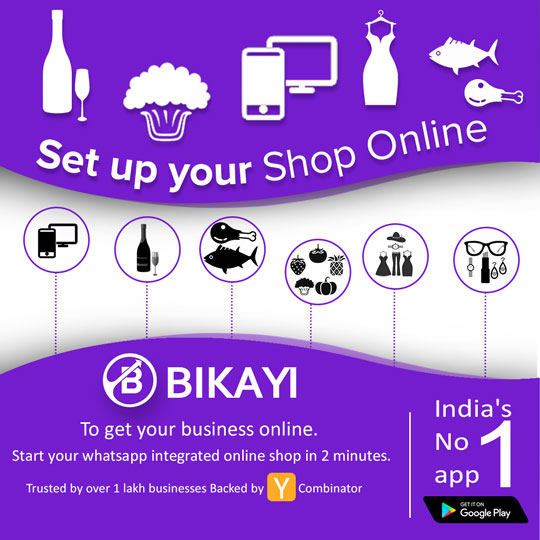 Set up your Shop Online
BIKAYI
To get your business online.
Start your whatsapp integrated online shop in 2 minutes.
Trusted by over 1 lakh businesses Backed by Y Combinator
India's
No 1
app
GET IT ON
Google Play